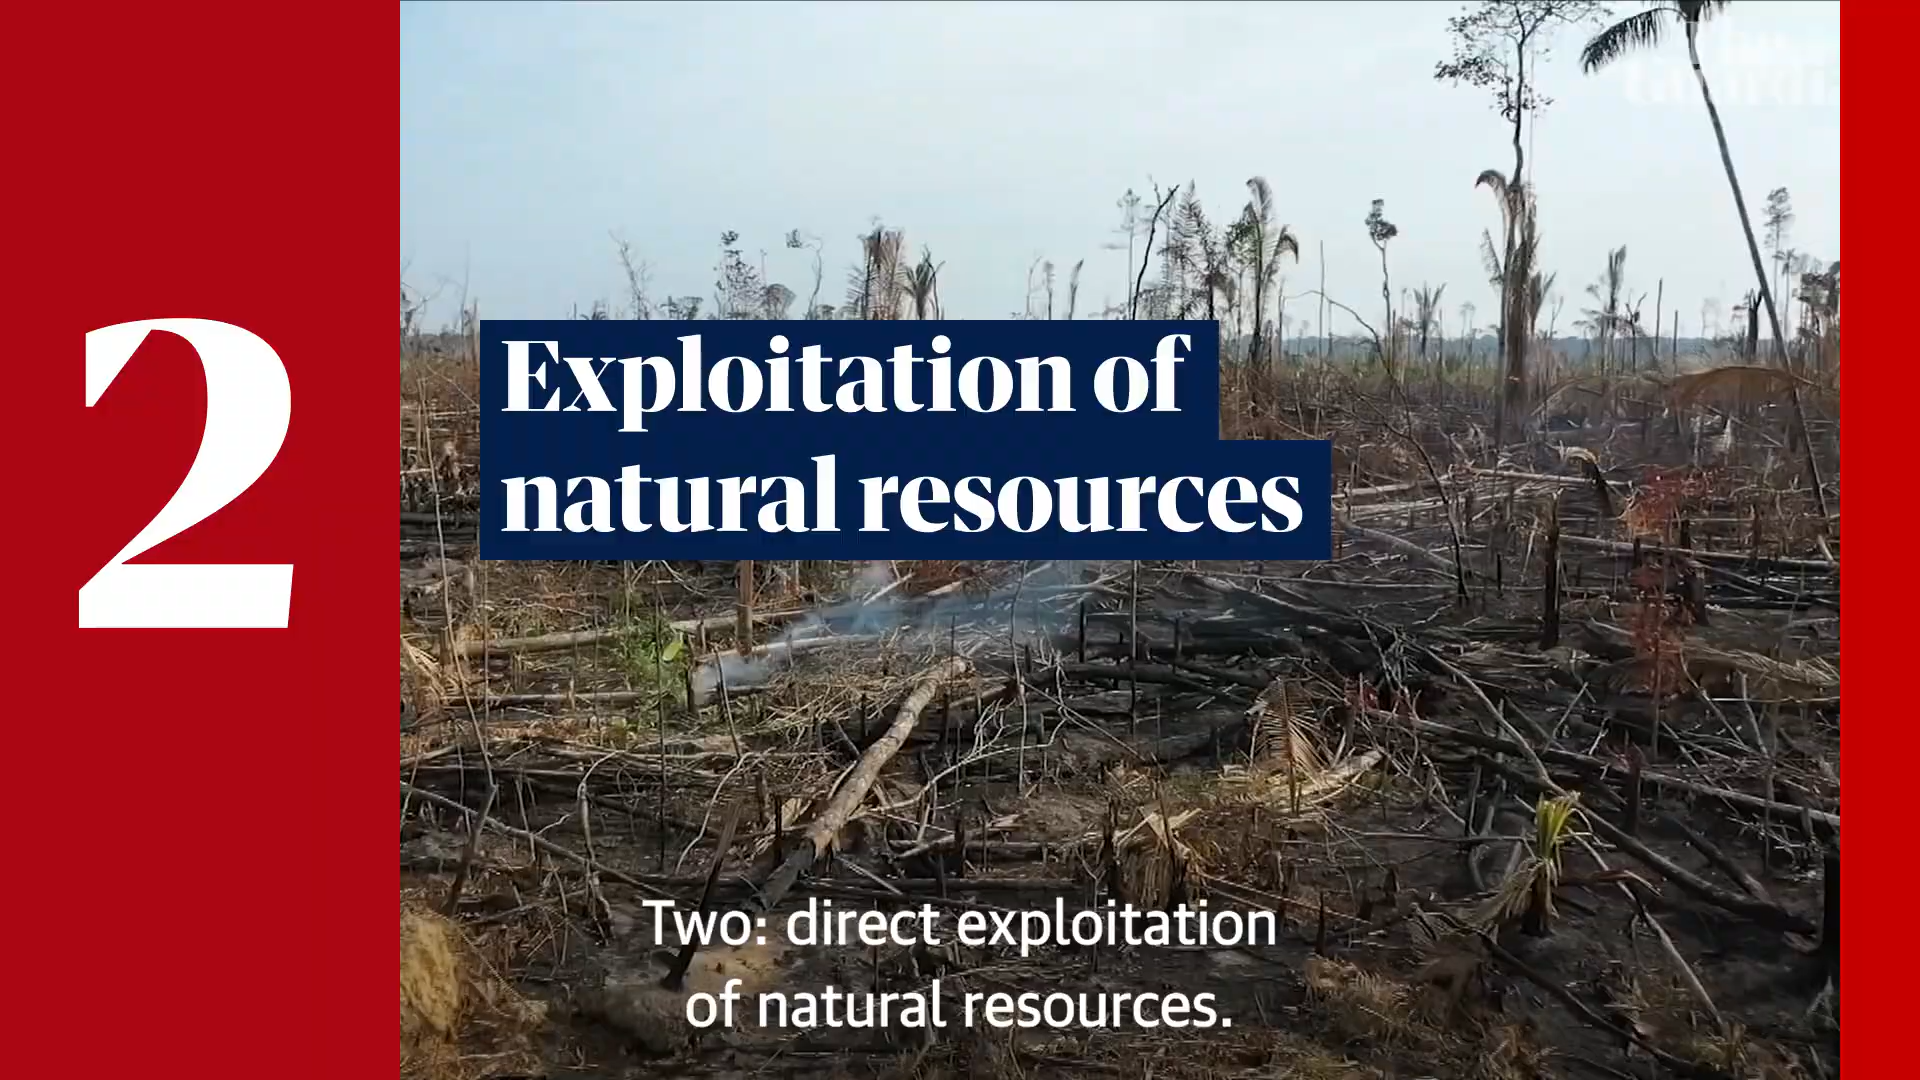 2
Exploitation of
natural resources
Two: direct exploitation
of natural resources.